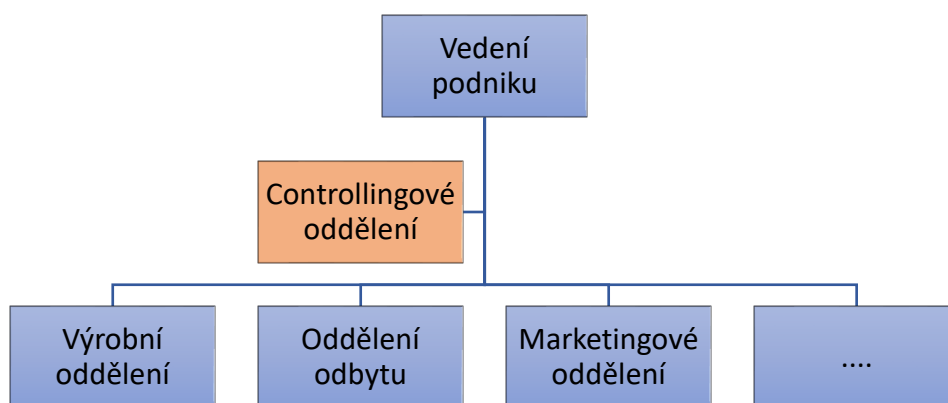 Vedení
podniku
Controllingové
oddělení
Výrobní
oddělení
Oddělení
odbytu
Marketingové
oddělení
....